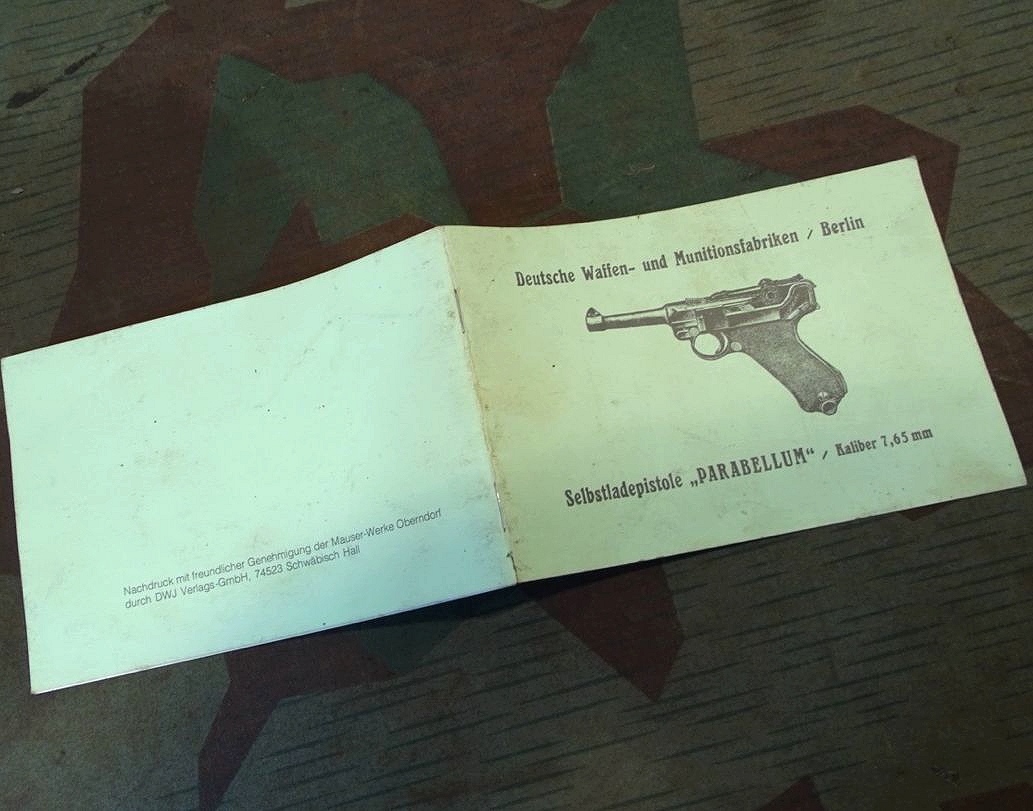 Deutsche Waffen- und Munitionsfabriken / Berlin
Selbstladepistole „PARABELLUM“ / Kaliber 7,65 mm
Nachdruck mit freundlicher Genehmigung der Mauser-Werke Oberndorf
durch DWJ Verlags-GmbH, 74523 Schwäbisch Hall